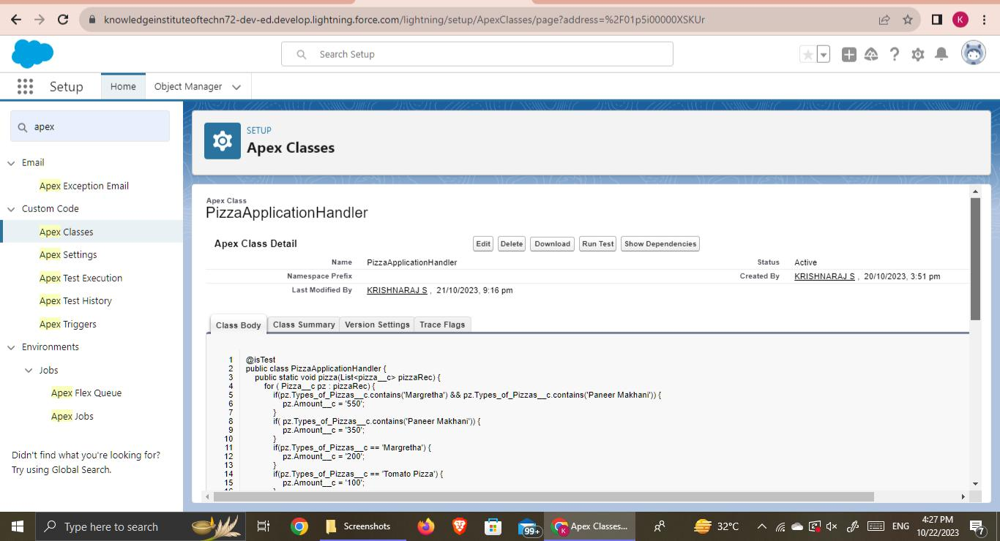 knowledgeinstituteoftechn72-dev-ed.develop.lightning.force.com/lightning/setup/ApexClasses/page?address=%2F01p5i00000XSKUr
K
Search Setup
Setup
Home
Object Manager
apex
Email
Apex Exception Email
Custom Code
Apex Classes
Apex Settings
Apex Test Execution
Apex Test History
Apex Triggers
Environments
Jobs
Apex Flex Queue
Apex Jobs
Didn't find what you're looking for?
Try using Global Search.
SETUP
Apex Classes
Apex Class
PizzaApplicationHandler
Apex Class Detail
Edit Delete Download Run Test Show Dependencies
Name PizzaApplicationHandler Status Active
Namespace Prefix Created By KRISHNARAJ S , 20/10/2023, 3:51 pm
Last Modified By KRISHNARAJ S , 21/10/2023, 9:16 pm
Class Body Class Summary Version Settings Trace Flags
1 @isTest
2 public class PizzaApplicationHandler {
3 public static void pizza(List<pizza__c> pizzaRec) {
4 for ( Pizza__c pz : pizzaRec) {
5 if(pz.Types_of_Pizzas__c.contains('Margretha') && pz.Types_of_Pizzas__c.contains('Paneer Makhani')) {
6 pz.Amount__c = '550';
7 }
8 if( pz.Types_of_Pizzas__c.contains('Paneer Makhani')) {
9 pz.Amount__c = '350';
10 }
11 if(pz.Types_of_Pizzas__c == 'Margretha') {
12 pz.Amount__c = '200';
13 }
14 if(pz.Types_of_Pizzas__c == 'Tomato Pizza') {
15 pz.Amount__c = '100';
Type here to search
Screenshots
99+
K
Apex Classes...
32°C
ENG
4:27 PM
10/22/2023
7